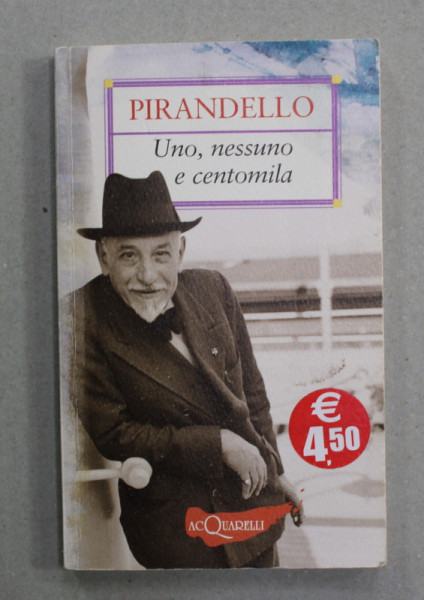 PIRANDELLO
Uno, nessuno
e centomila
€
4,50
ACQUARELLI